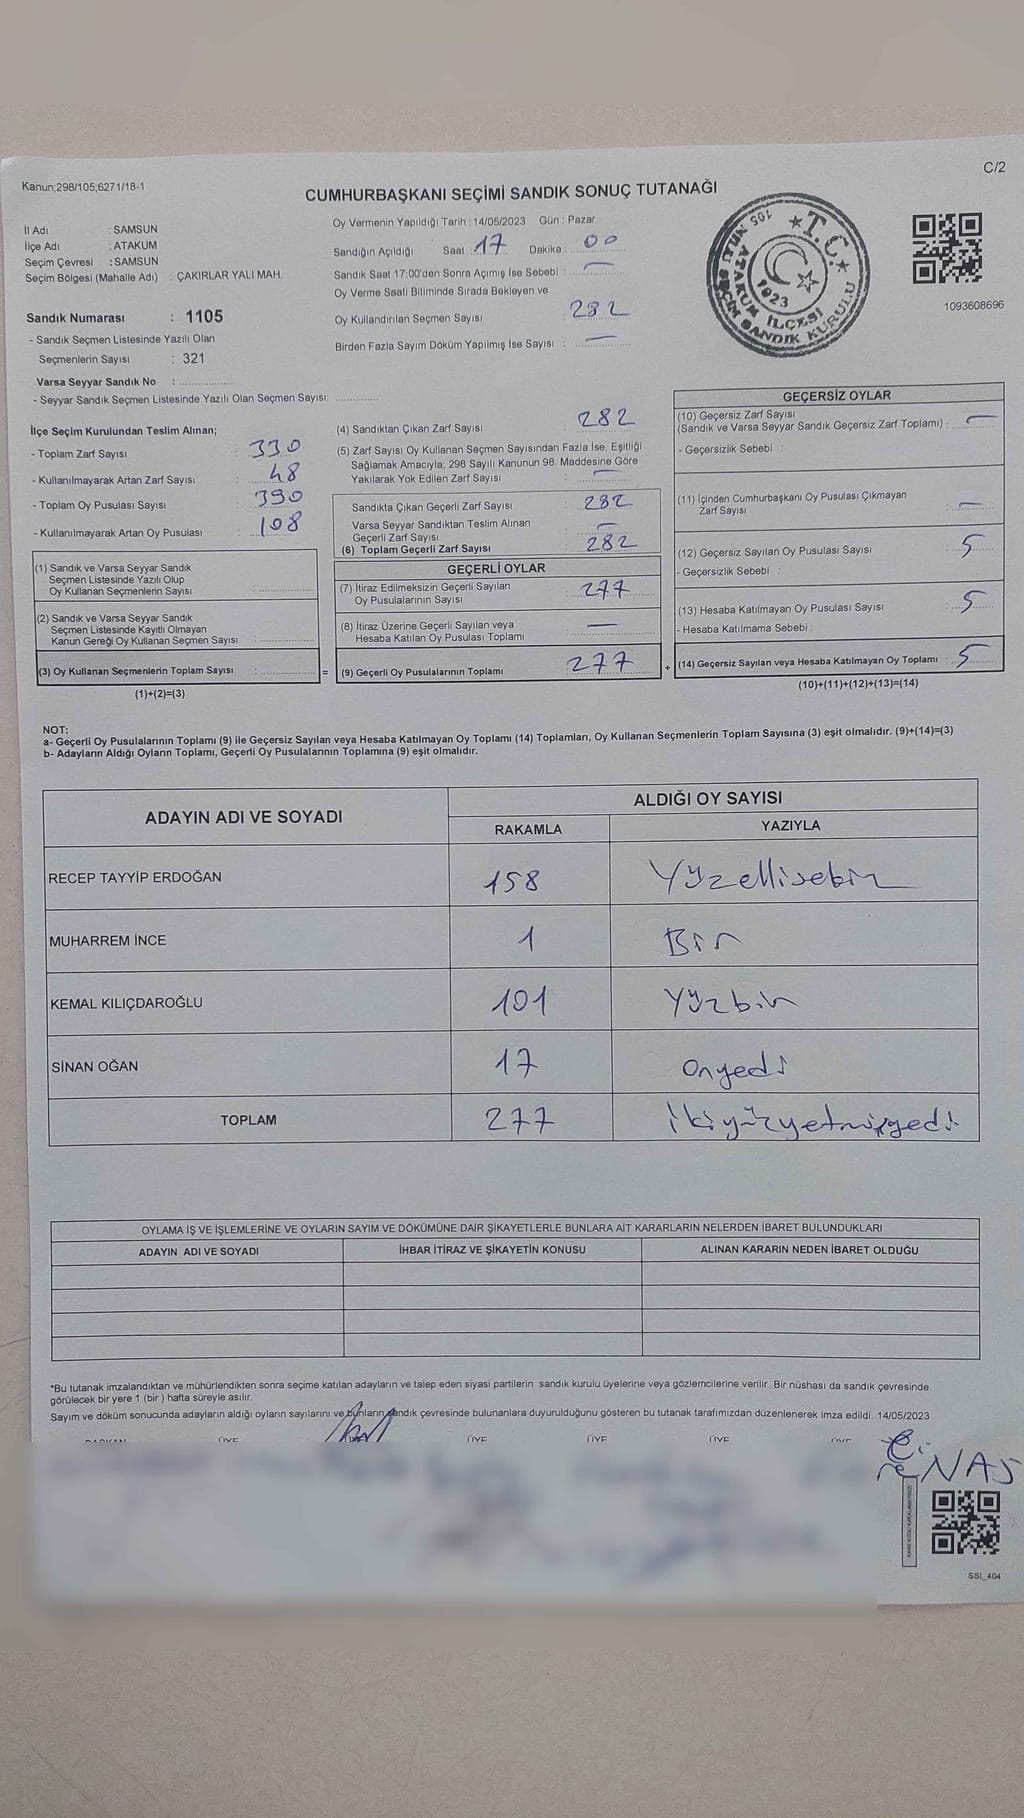 Kanun;298/105;6271/18-1
C/2
CUMHURBAŞKANI SEÇİMİ SANDIK SONUÇ TUTANAĞI
İl Adı : SAMSUN
İlçe Adı : ATAKUM
Seçim Çevresi : SAMSUN
Seçim Bölgesi (Mahalle Adı) : ÇAKIRLAR YALI MAH.
Sandık Numarası : 1105
- Sandık Seçmen Listesinde Yazılı Olan
Seçmenlerin Sayısı : 321
Varsa Seyyar Sandık No :
- Seyyar Sandık Seçmen Listesinde Yazılı Olan Seçmen Sayısı:
Oy Vermenin Yapıldığı Tarih : 14/05/2023 Gün : Pazar
Sandığın Açıldığı Saat : 17 Dakika : 00
Sandık Saat 17:00'den Sonra Açımış İse Sebebi : —
Oy Verme Saati Bitiminde Sırada Bekleyen ve
Oy Kullandırılan Seçmen Sayısı : 282
Birden Fazla Sayım Döküm Yapılmış İse Sayısı : —
T.C.
1923
ATAKUM İLÇESİ
1105 NOLU SEÇİM SANDIK KURULU
1093608696
İlçe Seçim Kurulundan Teslim Alınan;
- Toplam Zarf Sayısı : 330
- Kullanılmayarak Artan Zarf Sayısı : 48
- Toplam Oy Pusulası Sayısı : 390
- Kullanılmayarak Artan Oy Pusulası : 108
(1) Sandık ve Varsa Seyyar Sandık
Seçmen Listesinde Yazılı Olup
Oy Kullanan Seçmenlerin Sayısı :
(2) Sandık ve Varsa Seyyar Sandık
Seçmen Listesinde Kayıtlı Olmayan
Kanun Gereği Oy Kullanan Seçmen Sayısı :
(3) Oy Kullanan Seçmenlerin Toplam Sayısı : =
(1)+(2)=(3)
(4) Sandıktan Çıkan Zarf Sayısı : 282
(5) Zarf Sayısı Oy Kullanan Seçmen Sayısından Fazla İse, Eşitliği
Sağlamak Amacıyla; 298 Sayılı Kanunun 98. Maddesine Göre
Yakılarak Yok Edilen Zarf Sayısı : —
Sandıkta Çıkan Geçerli Zarf Sayısı : 282
Varsa Seyyar Sandıktan Teslim Alınan
Geçerli Zarf Sayısı : —
(6) Toplam Geçerli Zarf Sayısı : 282
GEÇERLİ OYLAR
(7) İtiraz Edilmeksizin Geçerli Sayılan
Oy Pusulalarının Sayısı : 277
(8) İtiraz Üzerine Geçerli Sayılan veya
Hesaba Katılan Oy Pusulası Toplamı : —
(9) Geçerli Oy Pusulalarının Toplamı : 277 +
GEÇERSİZ OYLAR
(10) Geçersiz Zarf Sayısı
(Sandık ve Varsa Seyyar Sandık Geçersiz Zarf Toplamı) : —
- Geçersizlik Sebebi :
(11) İçinden Cumhurbaşkanı Oy Pusulası Çıkmayan
Zarf Sayısı : —
(12) Geçersiz Sayılan Oy Pusulası Sayısı : 5
- Geçersizlik Sebebi :
(13) Hesaba Katılmayan Oy Pusulası Sayısı : 5
- Hesaba Katılmama Sebebi :
(14) Geçersiz Sayılan veya Hesaba Katılmayan Oy Toplamı : 5
(10)+(11)+(12)+(13)=(14)
NOT:
a- Geçerli Oy Pusulalarının Toplamı (9) ile Geçersiz Sayılan veya Hesaba Katılmayan Oy Toplamı (14) Toplamları, Oy Kullanan Seçmenlerin Toplam Sayısına (3) eşit olmalıdır. (9)+(14)=(3)
b- Adayların Aldığı Oyların Toplamı, Geçerli Oy Pusulalarının Toplamına (9) eşit olmalıdır.
ADAYIN ADI VE SOYADI ALDIĞI OY SAYISI
RAKAMLA YAZIYLA
RECEP TAYYİP ERDOĞAN 158 Yüzellisebiz
MUHARREM İNCE 1 Bir
KEMAL KILIÇDAROĞLU 101 Yüzbir
SİNAN OĞAN 17 onyedi
TOPLAM 277 ikiyüzyetmişyedi
OYLAMA İŞ VE İŞLEMLERİNE VE OYLARIN SAYIM VE DÖKÜMÜNE DAİR ŞİKAYETLERLE BUNLARA AİT KARARLARIN NELERDEN İBARET BULUNDUKLARI
ADAYIN ADI VE SOYADI İHBAR İTİRAZ VE ŞİKAYETİN KONUSU ALINAN KARARIN NEDEN İBARET OLDUĞU
*Bu tutanak imzalandıktan ve mühürlendikten sonra seçime katılan adayların ve talep eden siyasi partilerin sandık kurulu üyelerine veya gözlemcilerine verilir .Bir nüshası da sandık çevresinde
görülecek bir yere 1 (bir ) hafta süreyle asılır.
Sayım ve döküm sonucunda adayların aldığı oyların sayılarını ve bunların sandık çevresinde bulunanlara duyurulduğunu gösteren bu tutanak tarafımızdan düzenlenerek imza edildi. 14/05/2023
BAŞKAN ÜYE ÜYE ÜYE ÜYE ÜYE
SSİ_404